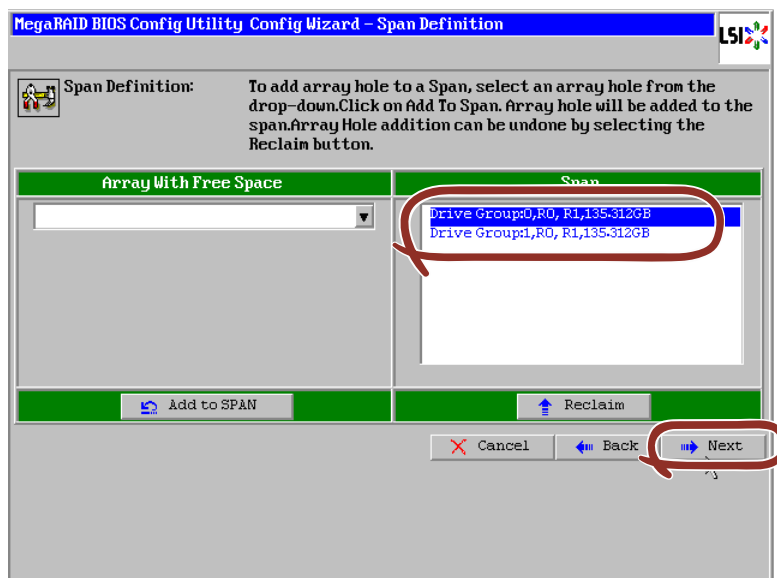 MegaRAID BIOS Config Utility Config Wizard – Span Definition
LSI
Span Definition:
To add array hole to a Span, select an array hole from the
drop-down.Click on Add To Span. Array hole will be added to the
span.Array Hole addition can be undone by selecting the
Reclaim button.
Array With Free Space
Span
Drive Group:0,R0, R1,135.312GB
Drive Group:1,R0, R1,135.312GB
Add to SPAN
Reclaim
Cancel
Back
Next